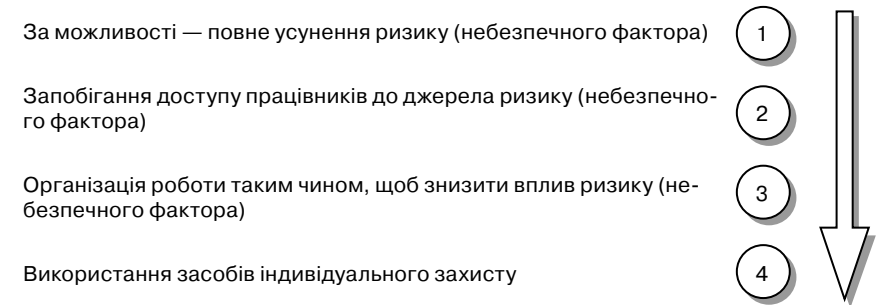 За можливості — повне усунення ризику (небезпечного фактора)
1
Запобігання доступу працівників до джерела ризику (небезпечно-
го фактора)
2
Організація роботи таким чином, щоб знизити вплив ризику (не-
безпечного фактора)
3
Використання засобів індивідуального захисту
4